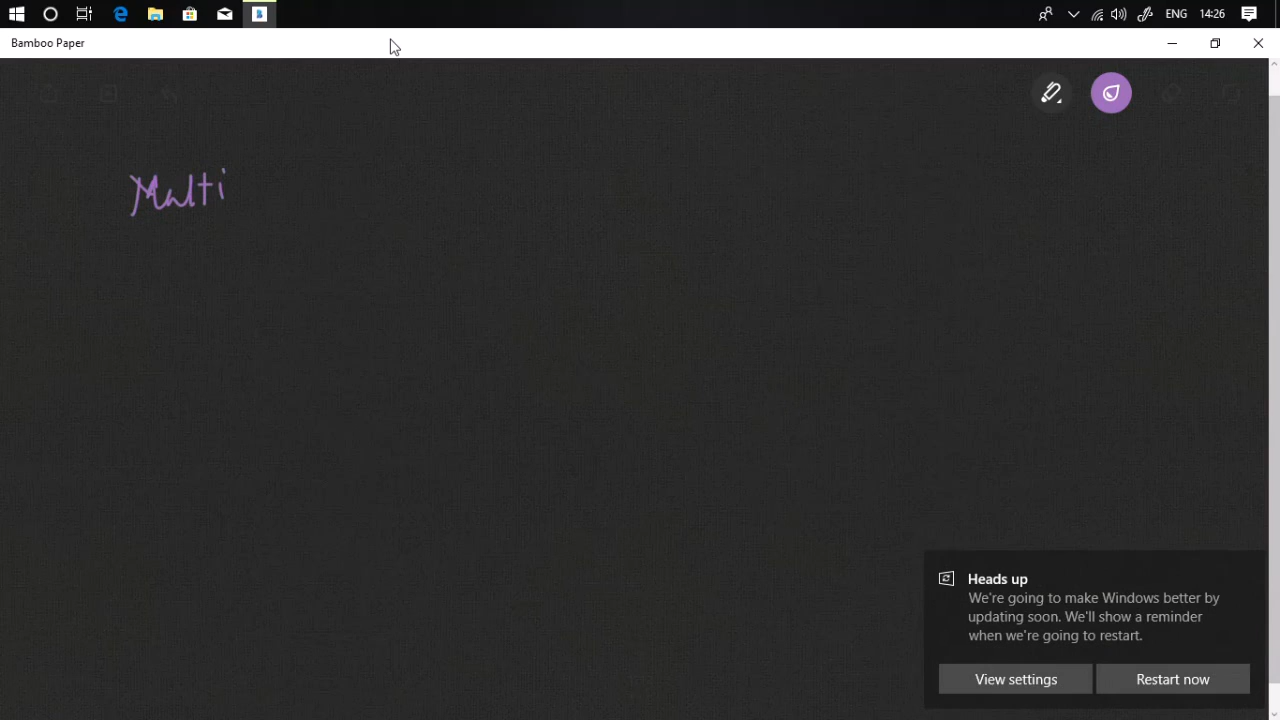 ENG 14:26
Bamboo Paper
Multi
Heads up
We're going to make Windows better by
updating soon. We'll show a reminder
when we're going to restart.
View settings Restart now